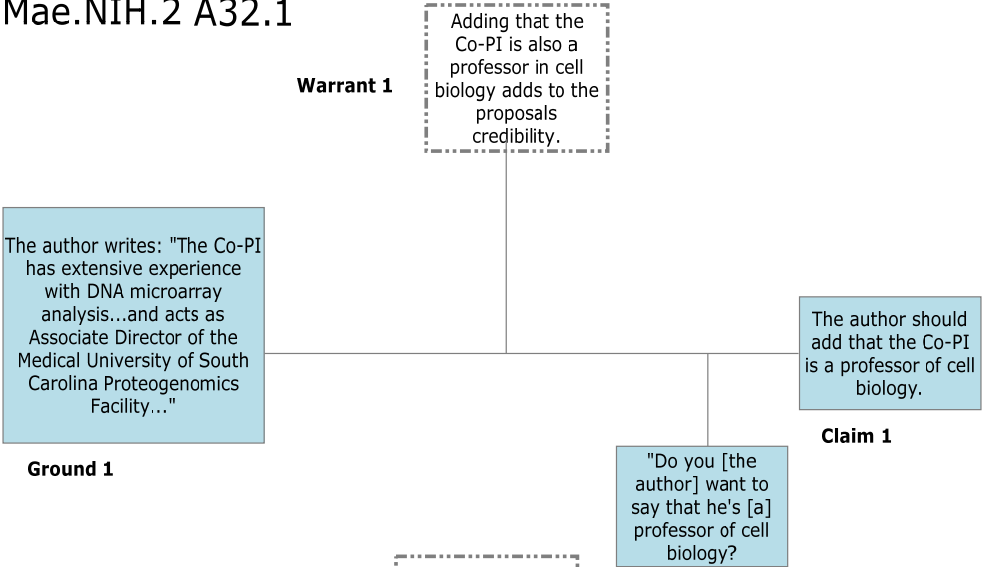 Mae.NIH.2 A32.1
Adding that the
Co-PI is also a
professor in cell
biology adds to the
proposals
credibility.
Warrant 1
The author writes: "The Co-PI
has extensive experience
with DNA microarray
analysis...and acts as
Associate Director of the
Medical University of South
Carolina Proteogenomics
Facility..."
Ground 1
The author should
add that the Co-PI
is a professor of cell
biology.
Claim 1
"Do you [the
author] want to
say that he's [a]
professor of cell
biology?